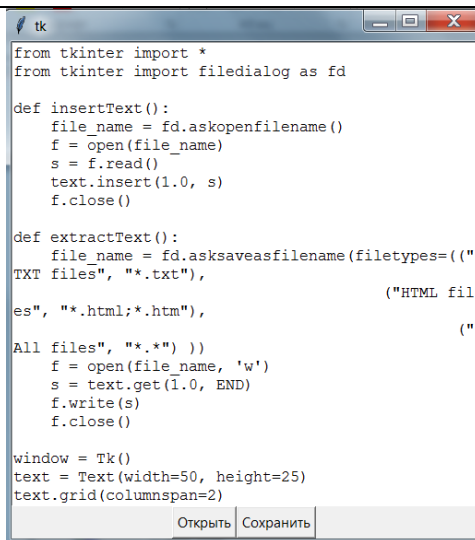 tk
from tkinter import *
from tkinter import filedialog as fd

def insertText():
    file_name = fd.askopenfilename()
    f = open(file_name)
    s = f.read()
    text.insert(1.0, s)
    f.close()

def extractText():
    file_name = fd.asksaveasfilename(filetypes=(("
TXT files", "*.txt"),
                                        ("HTML fil
es", "*.html;*.htm"),
                                                ("
All files", "*.*") ))
    f = open(file_name, 'w')
    s = text.get(1.0, END)
    f.write(s)
    f.close()

window = Tk()
text = Text(width=50, height=25)
text.grid(columnspan=2)
Открыть Сохранить